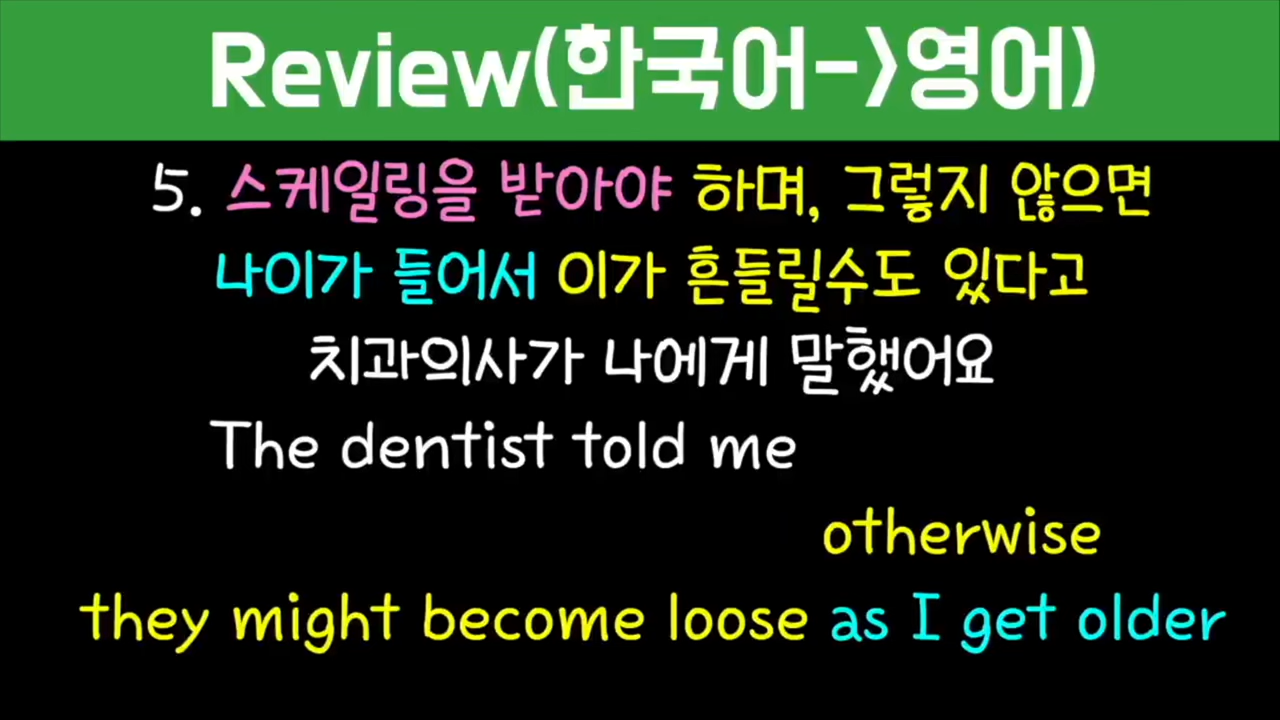 Review(한국어->영어)
5. 스케일링을 받아야 하며, 그렇지 않으면
나이가 들어서 이가 흔들릴수도 있다고
치과의사가 나에게 말했어요
The dentist told me
otherwise
they might become loose as I get older